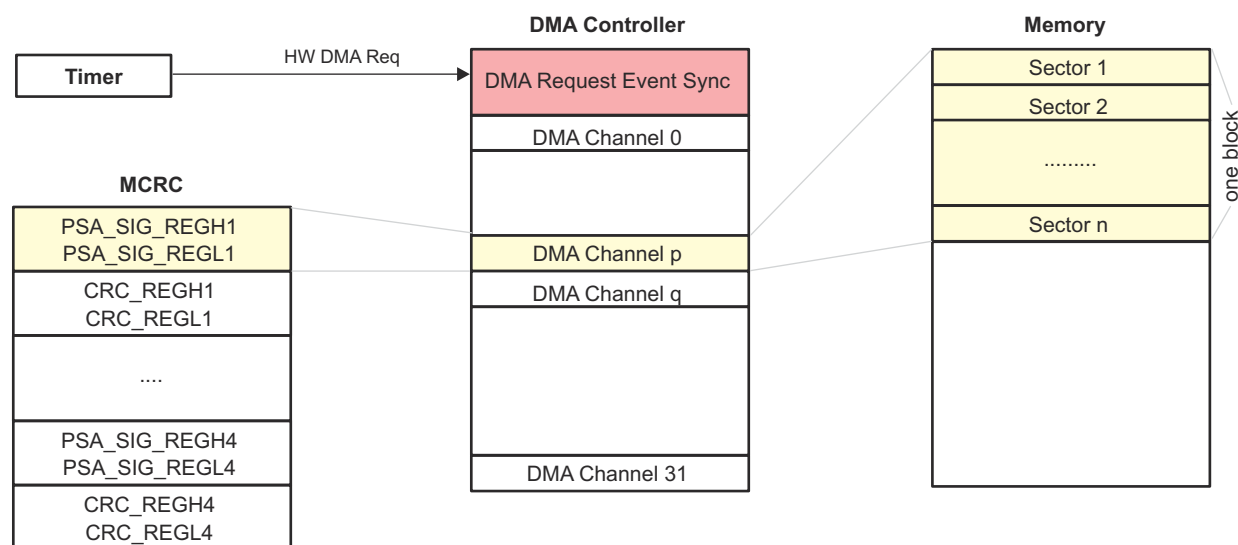 DMA Controller
Memory
Timer
HW DMA Req
DMA Request Event Sync
DMA Channel 0
DMA Channel p
DMA Channel q
DMA Channel 31
Sector 1
Sector 2
.........
Sector n
one block
MCRC
PSA_SIG_REGH1
PSA_SIG_REGL1
CRC_REGH1
CRC_REGL1
....
PSA_SIG_REGH4
PSA_SIG_REGL4
CRC_REGH4
CRC_REGL4